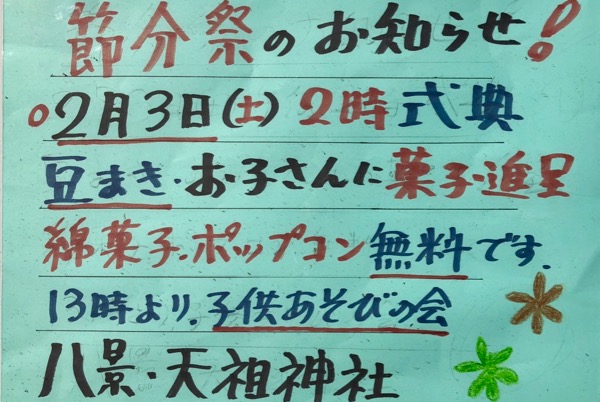 節分祭のお知らせ!
○2月3日(土)2時式典
豆まき・お子さんに菓子進呈
綿菓子.ポップコン無料です.
13時より.子供あそびの会
八景・天祖神社